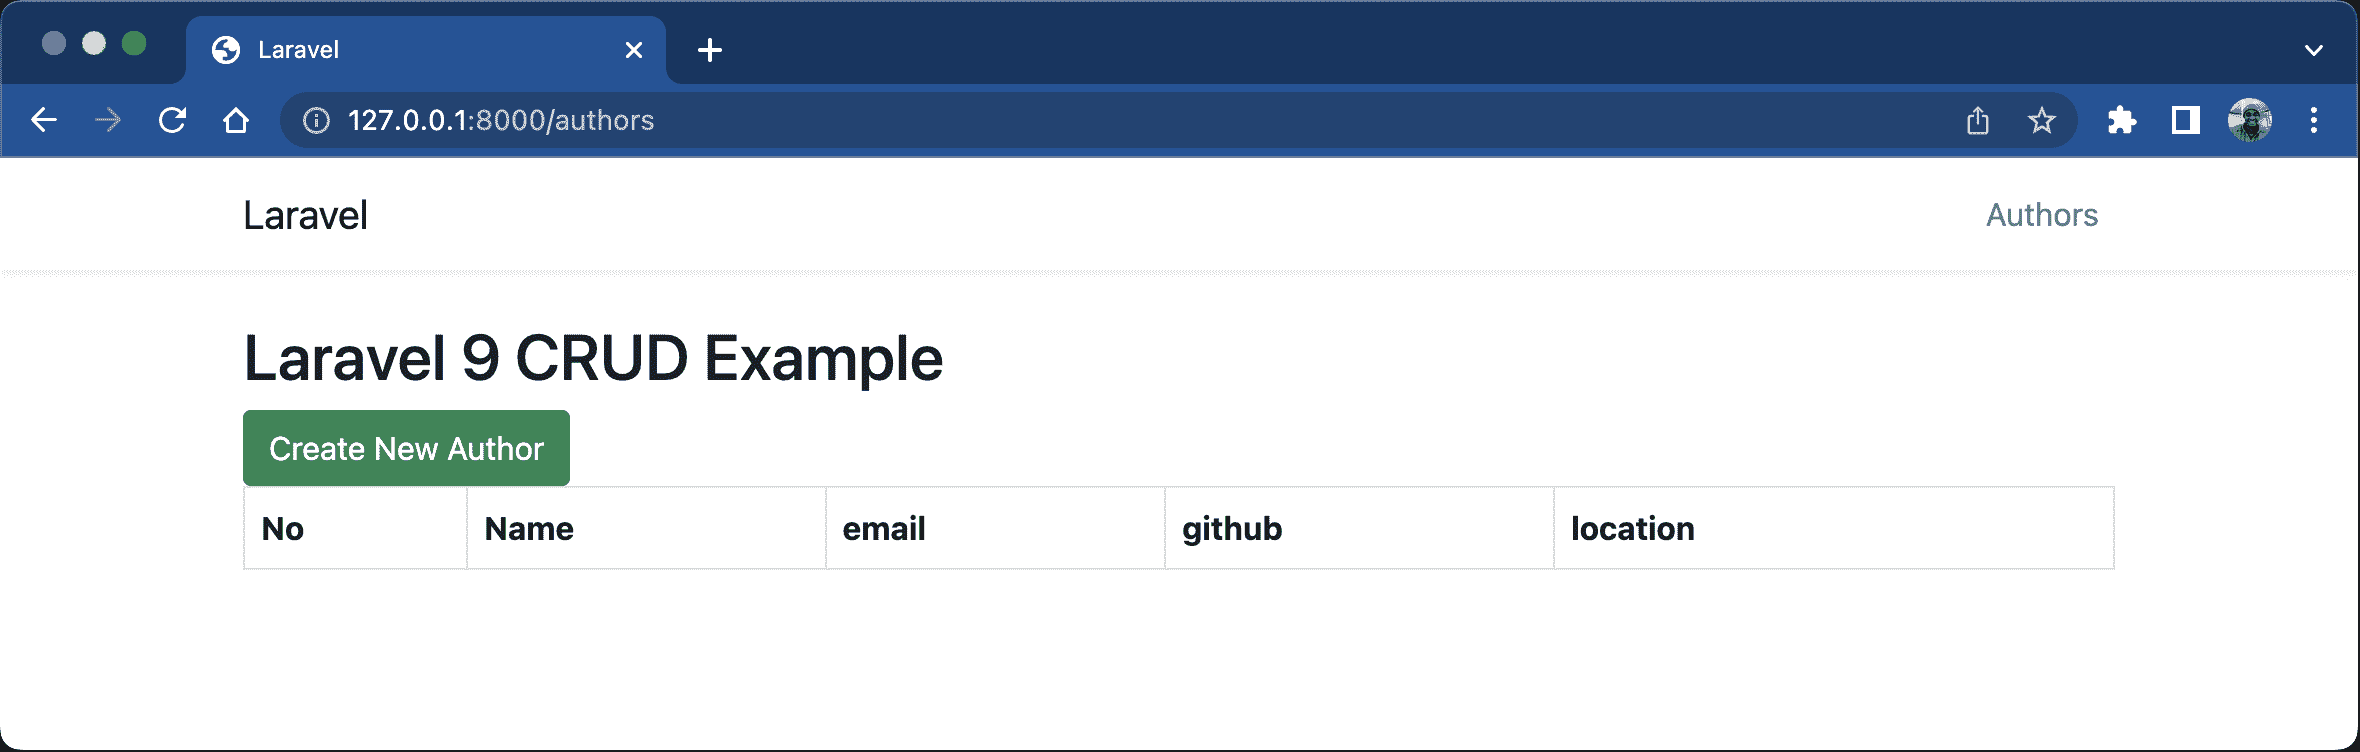 Laravel
127.0.0.1:8000/authors
Laravel Authors
Laravel 9 CRUD Example
Create New Author
No Name email github location